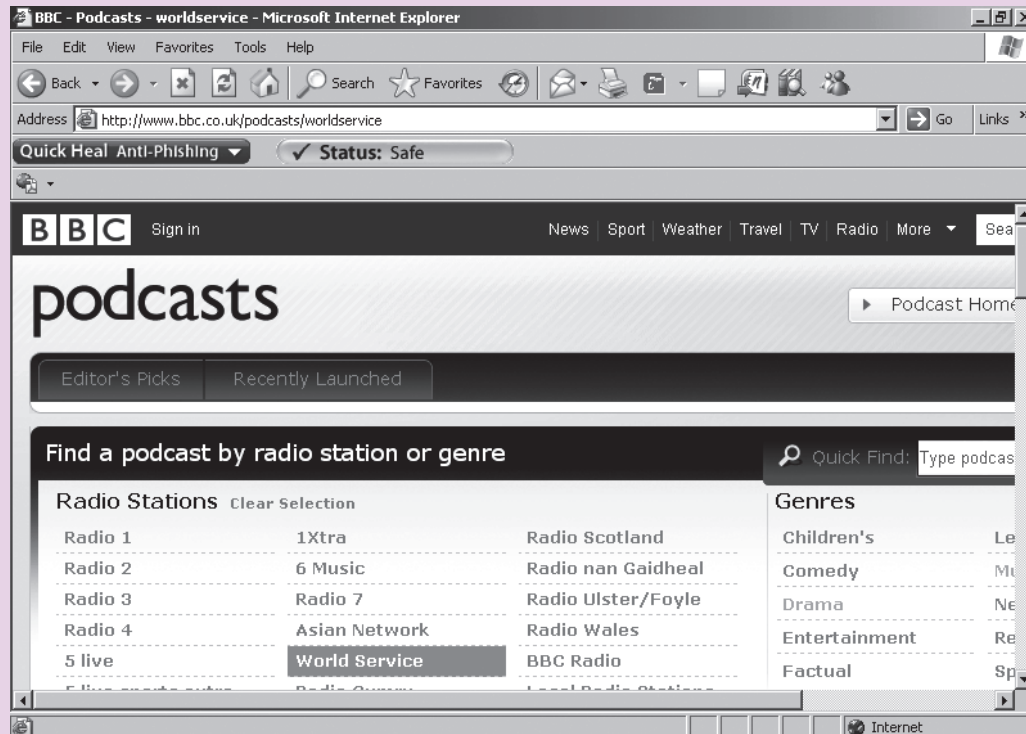 BBC - Podcasts - worldservice - Microsoft Internet Explorer
File Edit View Favorites Tools Help
Back Search Favorites
Address http://www.bbc.co.uk/podcasts/worldservice Go Links
Quick Heal Anti-Phishing Status: Safe
BBC Sign in News Sport Weather Travel TV Radio More
podcasts
Podcast Home
Editor's Picks Recently Launched
Find a podcast by radio station or genre
Quick Find: Type podcas
Radio Stations Clear Selection
Genres
Radio 1 1Xtra Radio Scotland Children's
Radio 2 6 Music Radio nan Gaidheal Comedy
Radio 3 Radio 7 Radio Ulster/Foyle Drama
Radio 4 Asian Network Radio Wales Entertainment
5 live World Service BBC Radio Factual
Internet